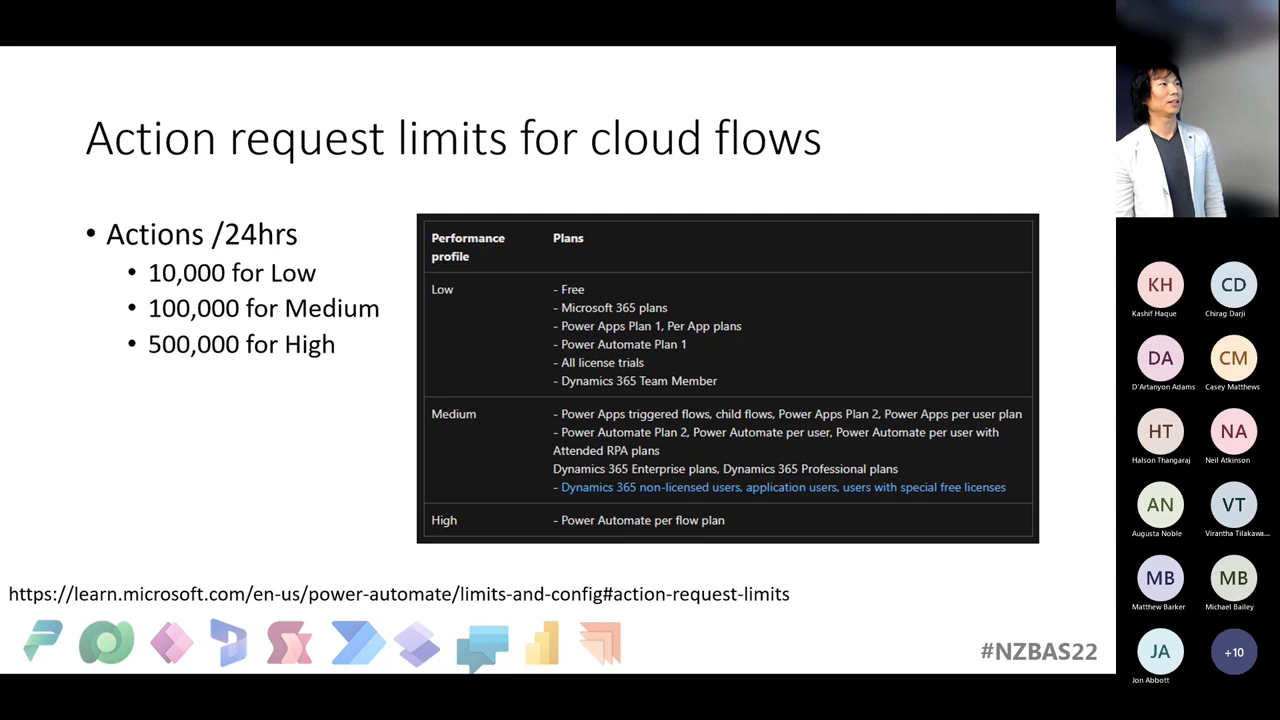 Action request limits for cloud flows
• Actions /24hrs
• 10,000 for Low
• 100,000 for Medium
• 500,000 for High
Performance profile
Plans
Low
- Free
- Microsoft 365 plans
- Power Apps Plan 1, Per App plans
- Power Automate Plan 1
- All license trials
- Dynamics 365 Team Member
Medium
- Power Apps triggered flows, child flows, Power Apps Plan 2, Power Apps per user plan
- Power Automate Plan 2, Power Automate per user, Power Automate per user with
Attended RPA plans
Dynamics 365 Enterprise plans, Dynamics 365 Professional plans
- Dynamics 365 non-licensed users, application users, users with special free licenses
High
- Power Automate per flow plan
https://learn.microsoft.com/en-us/power-automate/limits-and-config#action-request-limits
#NZBAS22
KH
Kashif Haque
CD
Chirag Darji
DA
D'Artanyon Adams
CM
Casey Matthews
HT
Halson Thangaraj
NA
Neil Atkinson
AN
Augusta Noble
VT
Virantha Tilakawa...
MB
Matthew Barker
MB
Michael Bailey
JA
Jon Abbott
+10